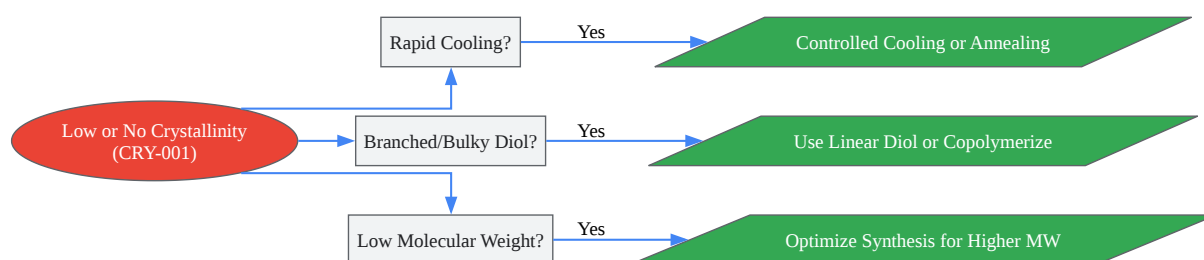 Rapid Cooling?
Yes
Controlled Cooling or Annealing
Low or No Crystallinity
(CRY-001)
Branched/Bulky Diol?
Yes
Use Linear Diol or Copolymerize
Low Molecular Weight?
Yes
Optimize Synthesis for Higher MW